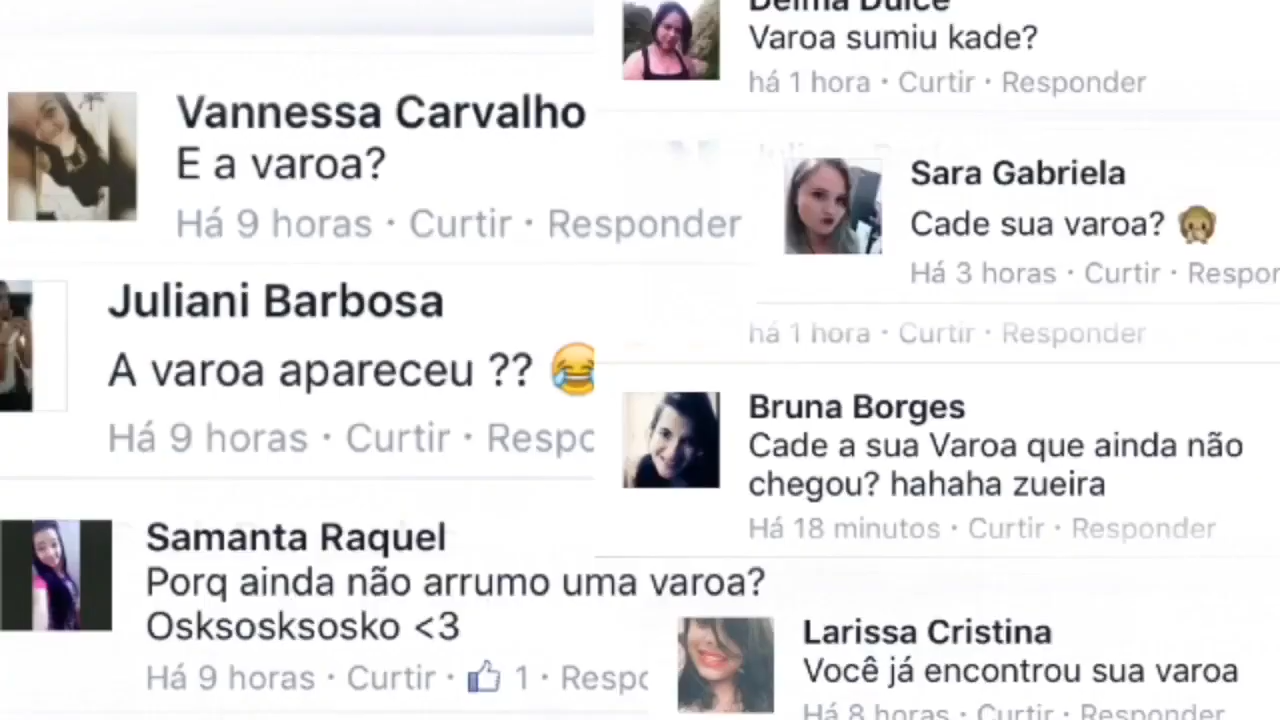 Vannessa Carvalho
E a varoa?
Há 9 horas · Curtir · Responder
Juliani Barbosa
A varoa apareceu ?? 😂
Há 9 horas · Curtir · Respo
Samanta Raquel
Porq ainda não arrumo uma varoa?
Osksosksosko <3
Há 9 horas · Curtir · 👍 1 · Respo
Delma Dulce
Varoa sumiu kade?
há 1 hora · Curtir · Responder
Sara Gabriela
Cade sua varoa? 🙊
Há 3 horas · Curtir · Respon
há 1 hora · Curtir · Responder
Bruna Borges
Cade a sua Varoa que ainda não
chegou? hahaha zueira
Há 18 minutos · Curtir · Responder
Larissa Cristina
Você já encontrou sua varoa
Há 8 horas · Curtir · Responder